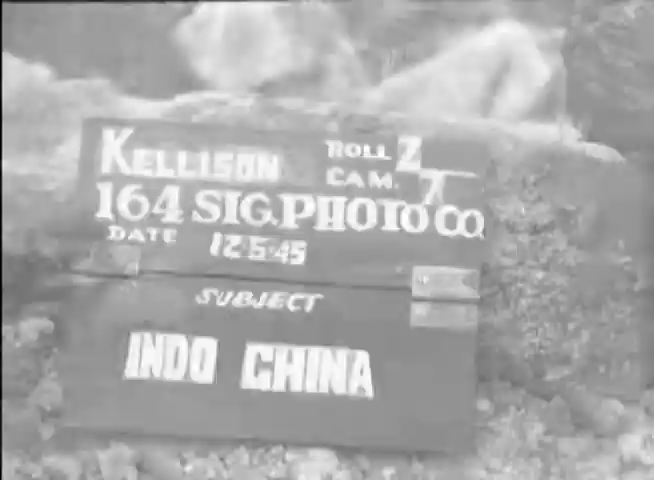 KELLISON ROLL 2
CAM. 7
164 SIG. PHOTO CO.
DATE 12·5·45
SUBJECT
INDO CHINA